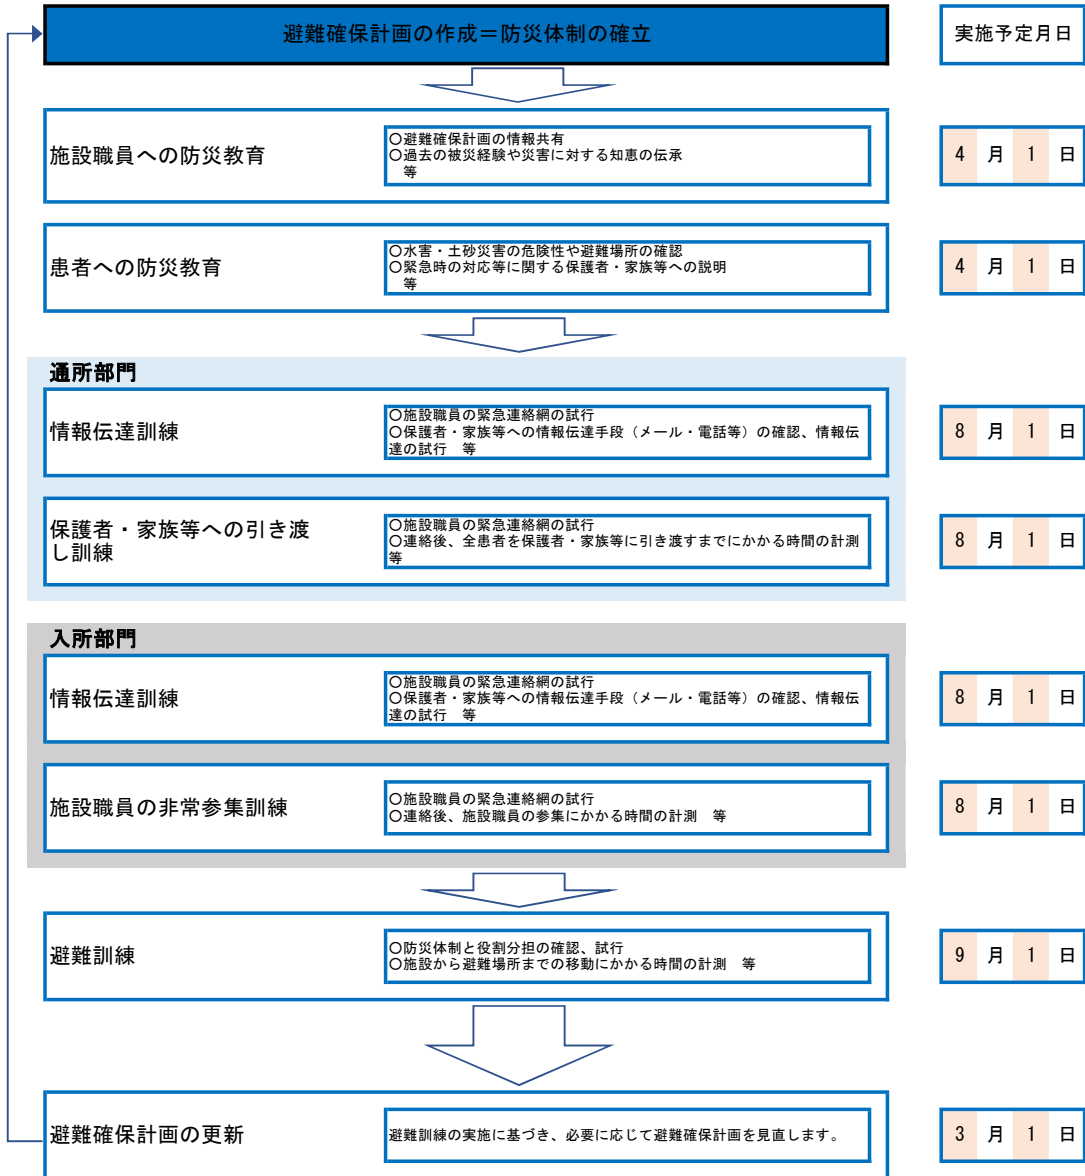 避難確保計画の作成＝防災体制の確立
実施予定月日
施設職員への防災教育
〇避難確保計画の情報共有
〇過去の被災経験や災害に対する知恵の伝承
等
4 月 1 日
患者への防災教育
〇水害・土砂災害の危険性や避難場所の確認
〇緊急時の対応等に関する保護者・家族等への説明
等
4 月 1 日
通所部門
情報伝達訓練
〇施設職員の緊急連絡網の試行
〇保護者・家族等への情報伝達手段（メール・電話等）の確認、情報伝
達の試行　等
8 月 1 日
保護者・家族等への引き渡
し訓練
〇施設職員の緊急連絡網の試行
〇連絡後、全患者を保護者・家族等に引き渡すまでにかかる時間の計測
等
8 月 1 日
入所部門
情報伝達訓練
〇施設職員の緊急連絡網の試行
〇保護者・家族等への情報伝達手段（メール・電話等）の確認、情報伝
達の試行　等
8 月 1 日
施設職員の非常参集訓練
〇施設職員の緊急連絡網の試行
〇連絡後、施設職員の参集にかかる時間の計測　等
8 月 1 日
避難訓練
〇防災体制と役割分担の確認、試行
〇施設から避難場所までの移動にかかる時間の計測　等
9 月 1 日
避難確保計画の更新
避難訓練の実施に基づき、必要に応じて避難確保計画を見直します。
3 月 1 日